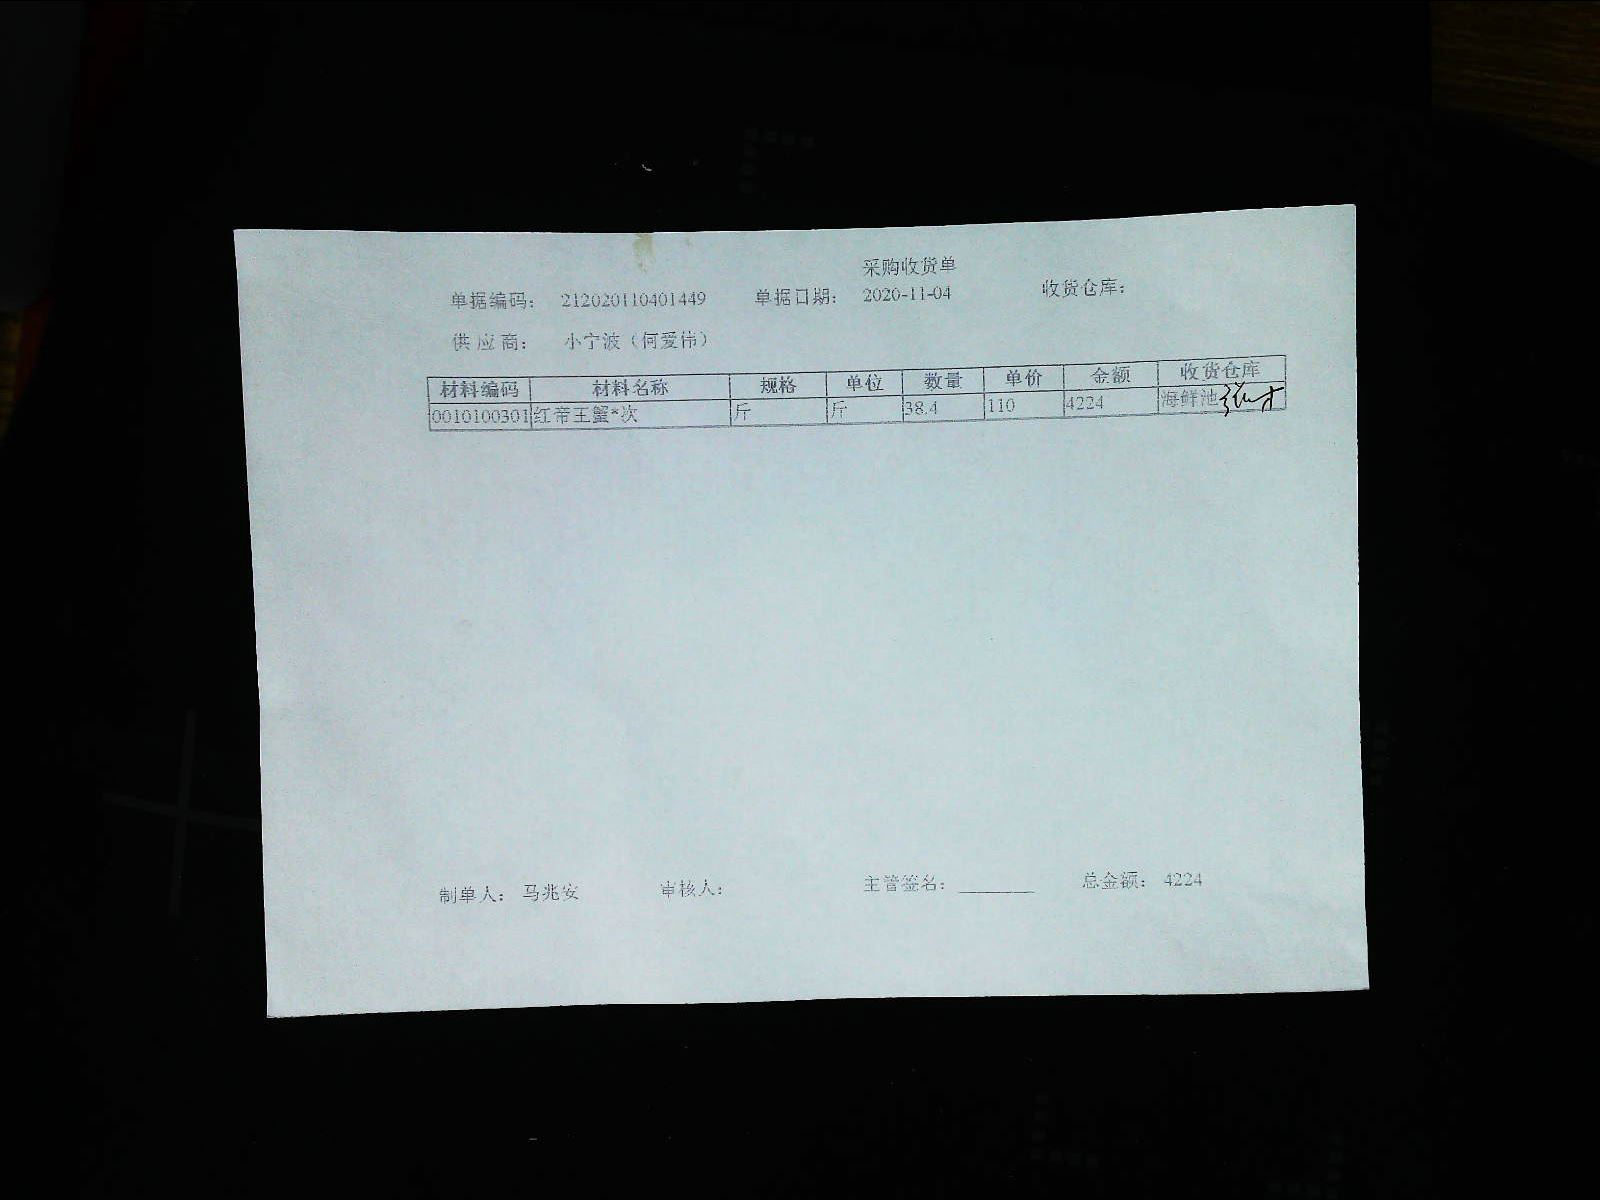 采购收货单
单据编码： 212020110401449 单据日期： 2020-11-04 收货仓库：
供 应 商： 小宁波（何爱伟）
材料编码 材料名称 规格 单位 数量 单价 金额 收货仓库
0010100301 红帝王蟹*次 斤 斤 38.4 110 4224 海鲜池
制单人： 马兆安 审核人： 主管签名： ________ 总金额： 4224